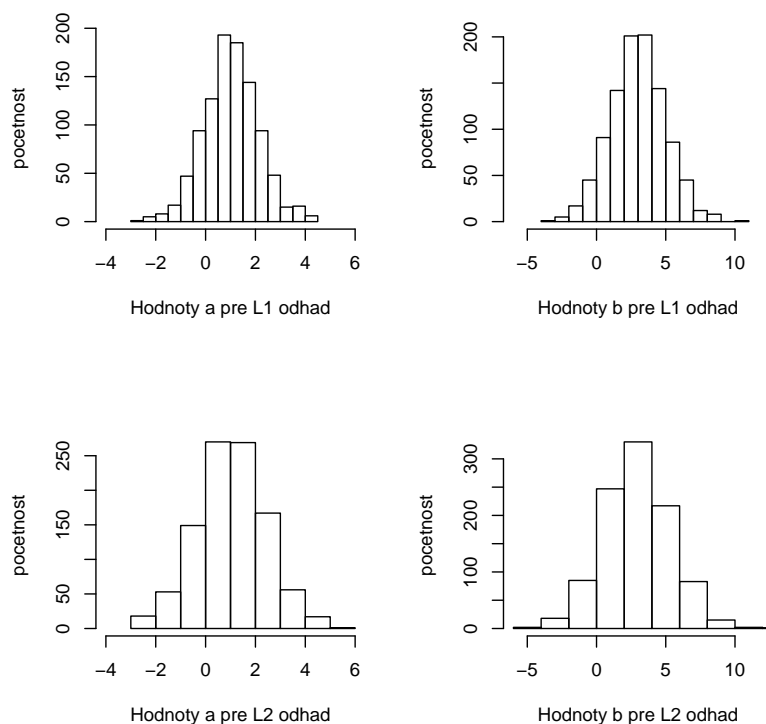 pocetnost
200
150
100
50
0
−4 −2 0 2 4 6
Hodnoty a pre L1 odhad
pocetnost
200
150
100
50
0
−5 0 5 10
Hodnoty b pre L1 odhad
pocetnost
250
150
50
0
−4 −2 0 2 4 6
Hodnoty a pre L2 odhad
pocetnost
300
200
100
0
−5 0 5 10
Hodnoty b pre L2 odhad